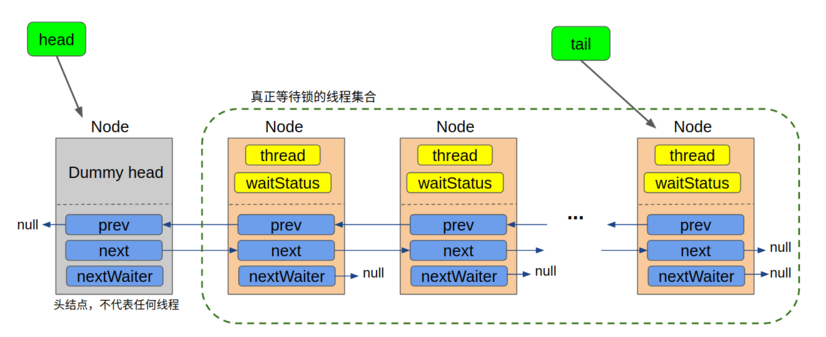 head
tail
真正等待锁的线程集合
Node
Node
Node
Node
Dummy head
thread
waitStatus
thread
waitStatus
thread
waitStatus
...
null
prev
prev
prev
prev
next
next
next
next
null
nextWaiter
nextWaiter
null
nextWaiter
null
nextWaiter
null
头结点，不代表任何线程